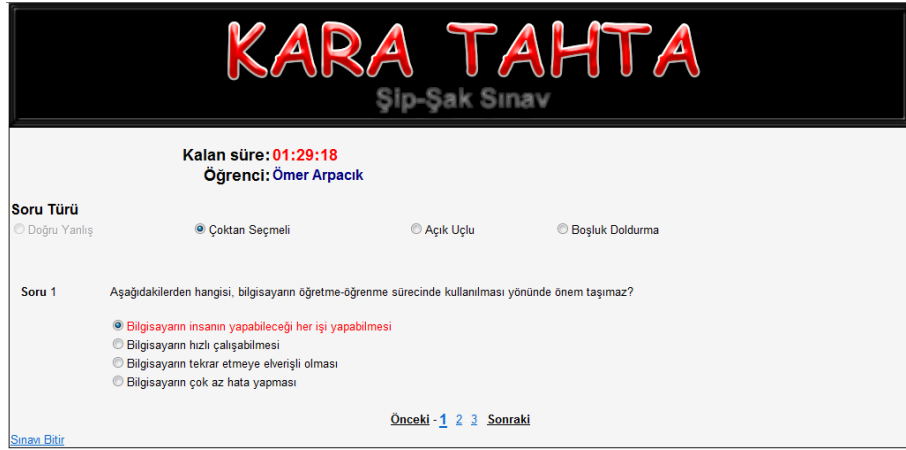 KARA TAHTA
Şip-Şak Sınav
Kalan süre: 01:29:18
Öğrenci: Ömer Arpacık
Soru Türü
Doğru Yanlış Çoktan Seçmeli Açık Uçlu Boşluk Doldurma
Soru 1 Aşağıdakilerden hangisi, bilgisayarın öğretme-öğrenme sürecinde kullanılması yönünde önem taşımaz?
Bilgisayarın insanın yapabileceği her işi yapabilmesi
Bilgisayarın hızlı çalışabilmesi
Bilgisayarın tekrar etmeye elverişli olması
Bilgisayarın çok az hata yapması
Önceki - 1 2 3 Sonraki
Sınavı Bitir